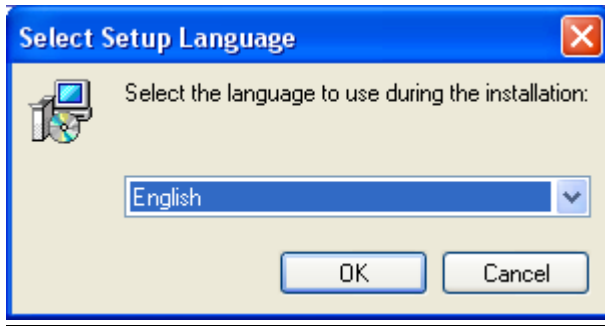 Select Setup Language
Select the language to use during the installation:
English
OK
Cancel